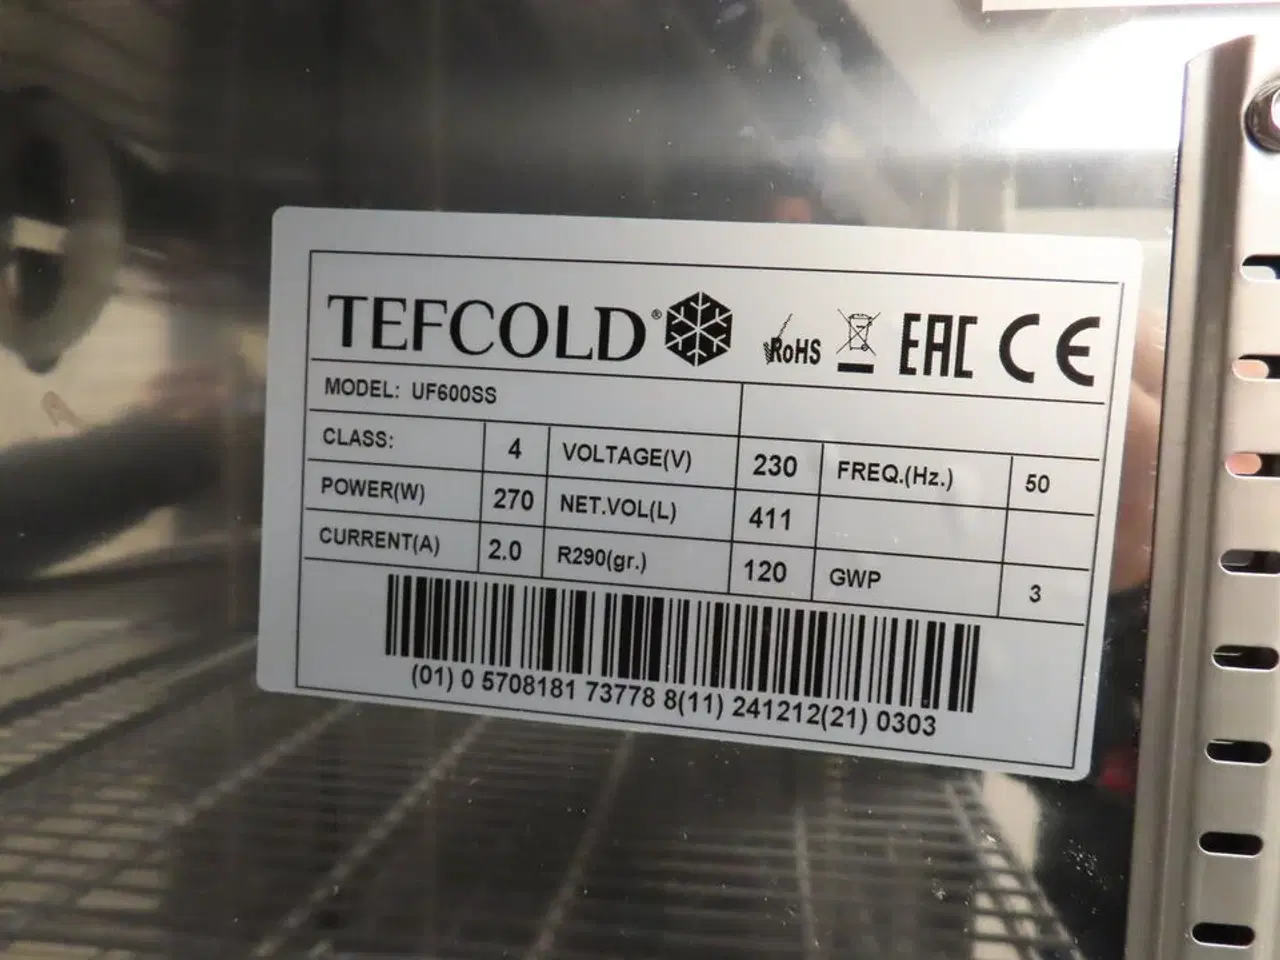 TEFCOLD® RoHS EAC CE
MODEL: UF600SS
CLASS: 4 VOLTAGE(V) 230 FREQ.(Hz.) 50
POWER(W) 270 NET.VOL(L) 411
CURRENT(A) 2.0 R290(gr.) 120 GWP 3
(01) 0 5708181 73778 8(11) 241212(21) 0303